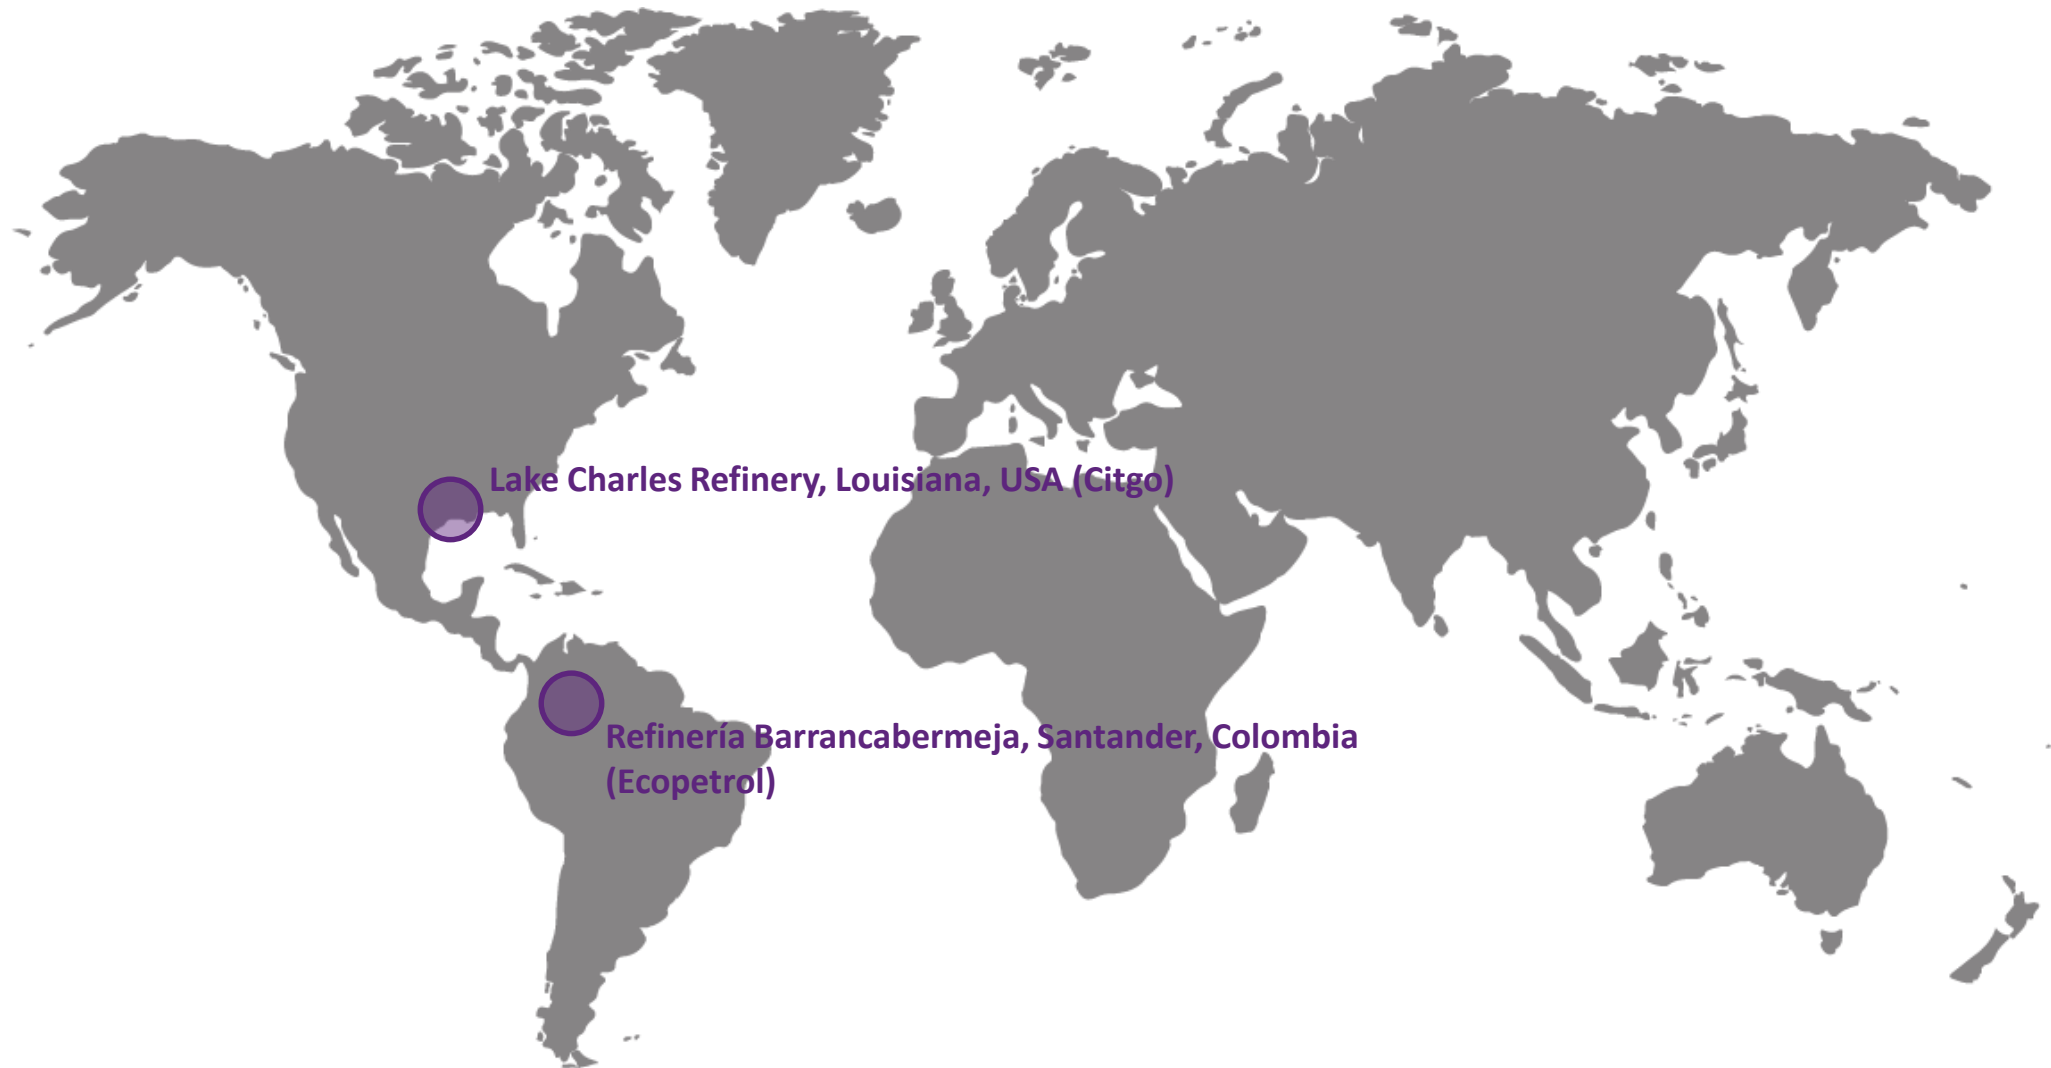 Lake Charles Refinery, Louisiana, USA (Citgo)
Refinería Barrancabermeja, Santander, Colombia
(Ecopetrol)